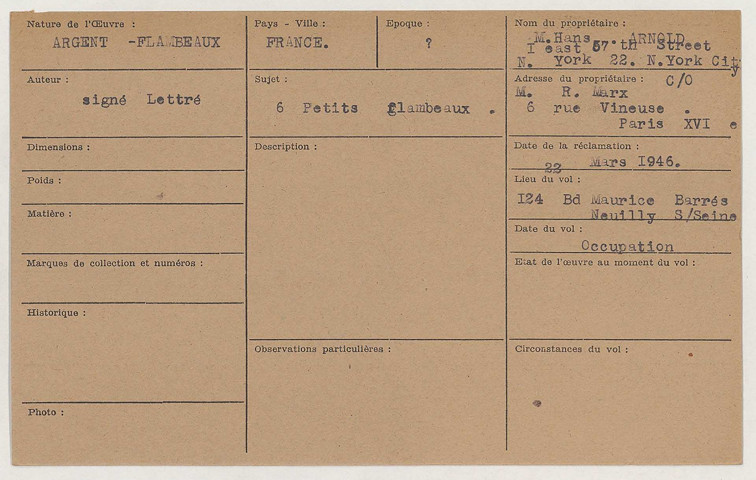 Nature de l'Œuvre :
ARGENT -FLAMBEAUX
Auteur :
signé Lettré
Dimensions :
Poids :
Matière :
Marques de collection et numéros :
Historique :
Photo :
Pays - Ville :
FRANCE.
Epoque :
?
Sujet :
6 Petits flambeaux .
Description :
Observations particulières :
Nom du propriétaire :
M.Hans ARNOLD
I east 57 th Street
N. York 22. N.York City
Adresse du propriétaire : C/O
M. R. Marx
6 rue Vineuse .
Paris XVI e
Date de la réclamation :
22 Mars I946.
Lieu du vol :
I24 Bd Maurice Barrés
Neuilly S/Seine
Date du vol :
Occupation
Etat de l'œuvre au moment du vol :
Circonstances du vol :